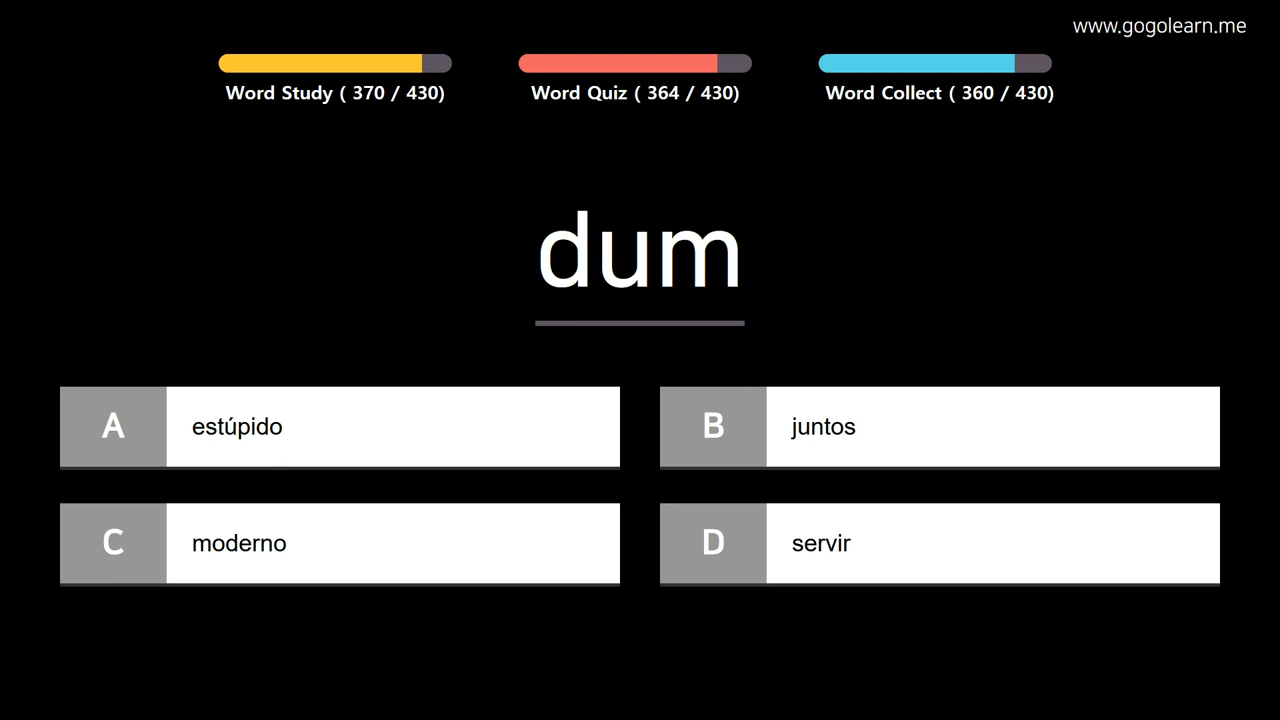 www.gogolearn.me
Word Study ( 370 / 430)
Word Quiz ( 364 / 430)
Word Collect ( 360 / 430)
dum
A estúpido
B juntos
C moderno
D servir